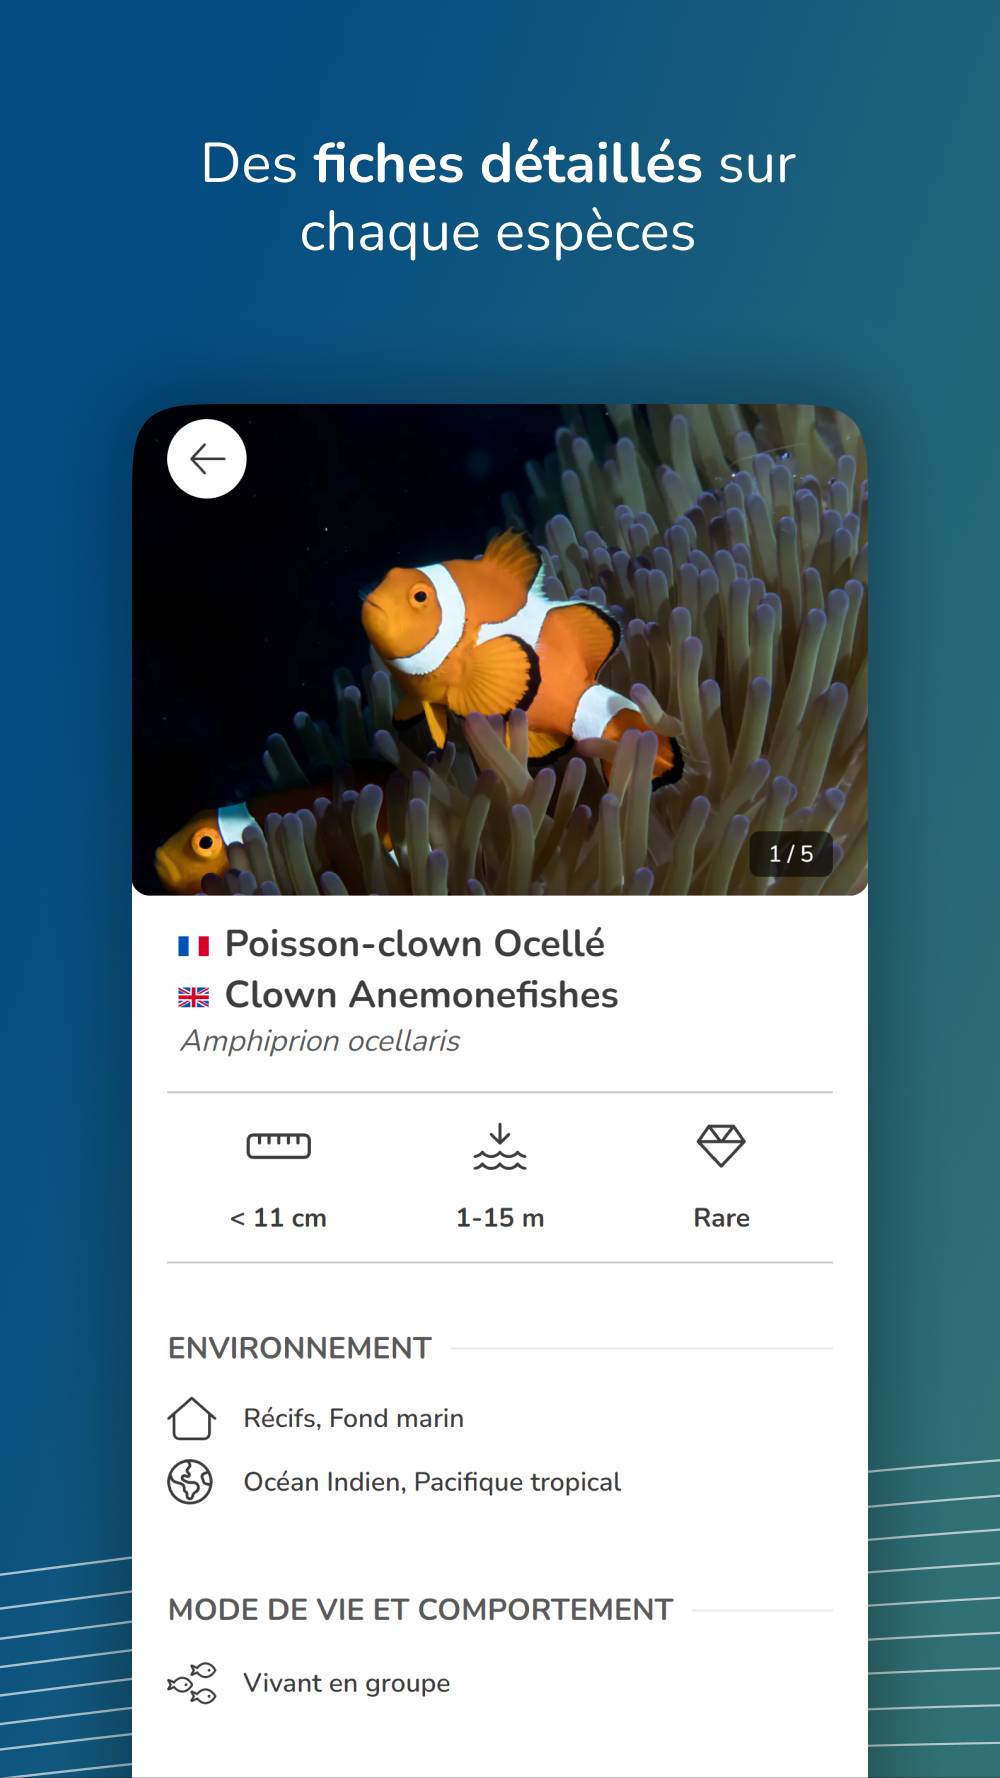 Des fiches détaillés sur
chaque espèces
1 / 5
Poisson-clown Ocellé
Clown Anemonefishes
Amphiprion ocellaris
< 11 cm
1-15 m
Rare
ENVIRONNEMENT
Récifs, Fond marin
Océan Indien, Pacifique tropical
MODE DE VIE ET COMPORTEMENT
Vivant en groupe